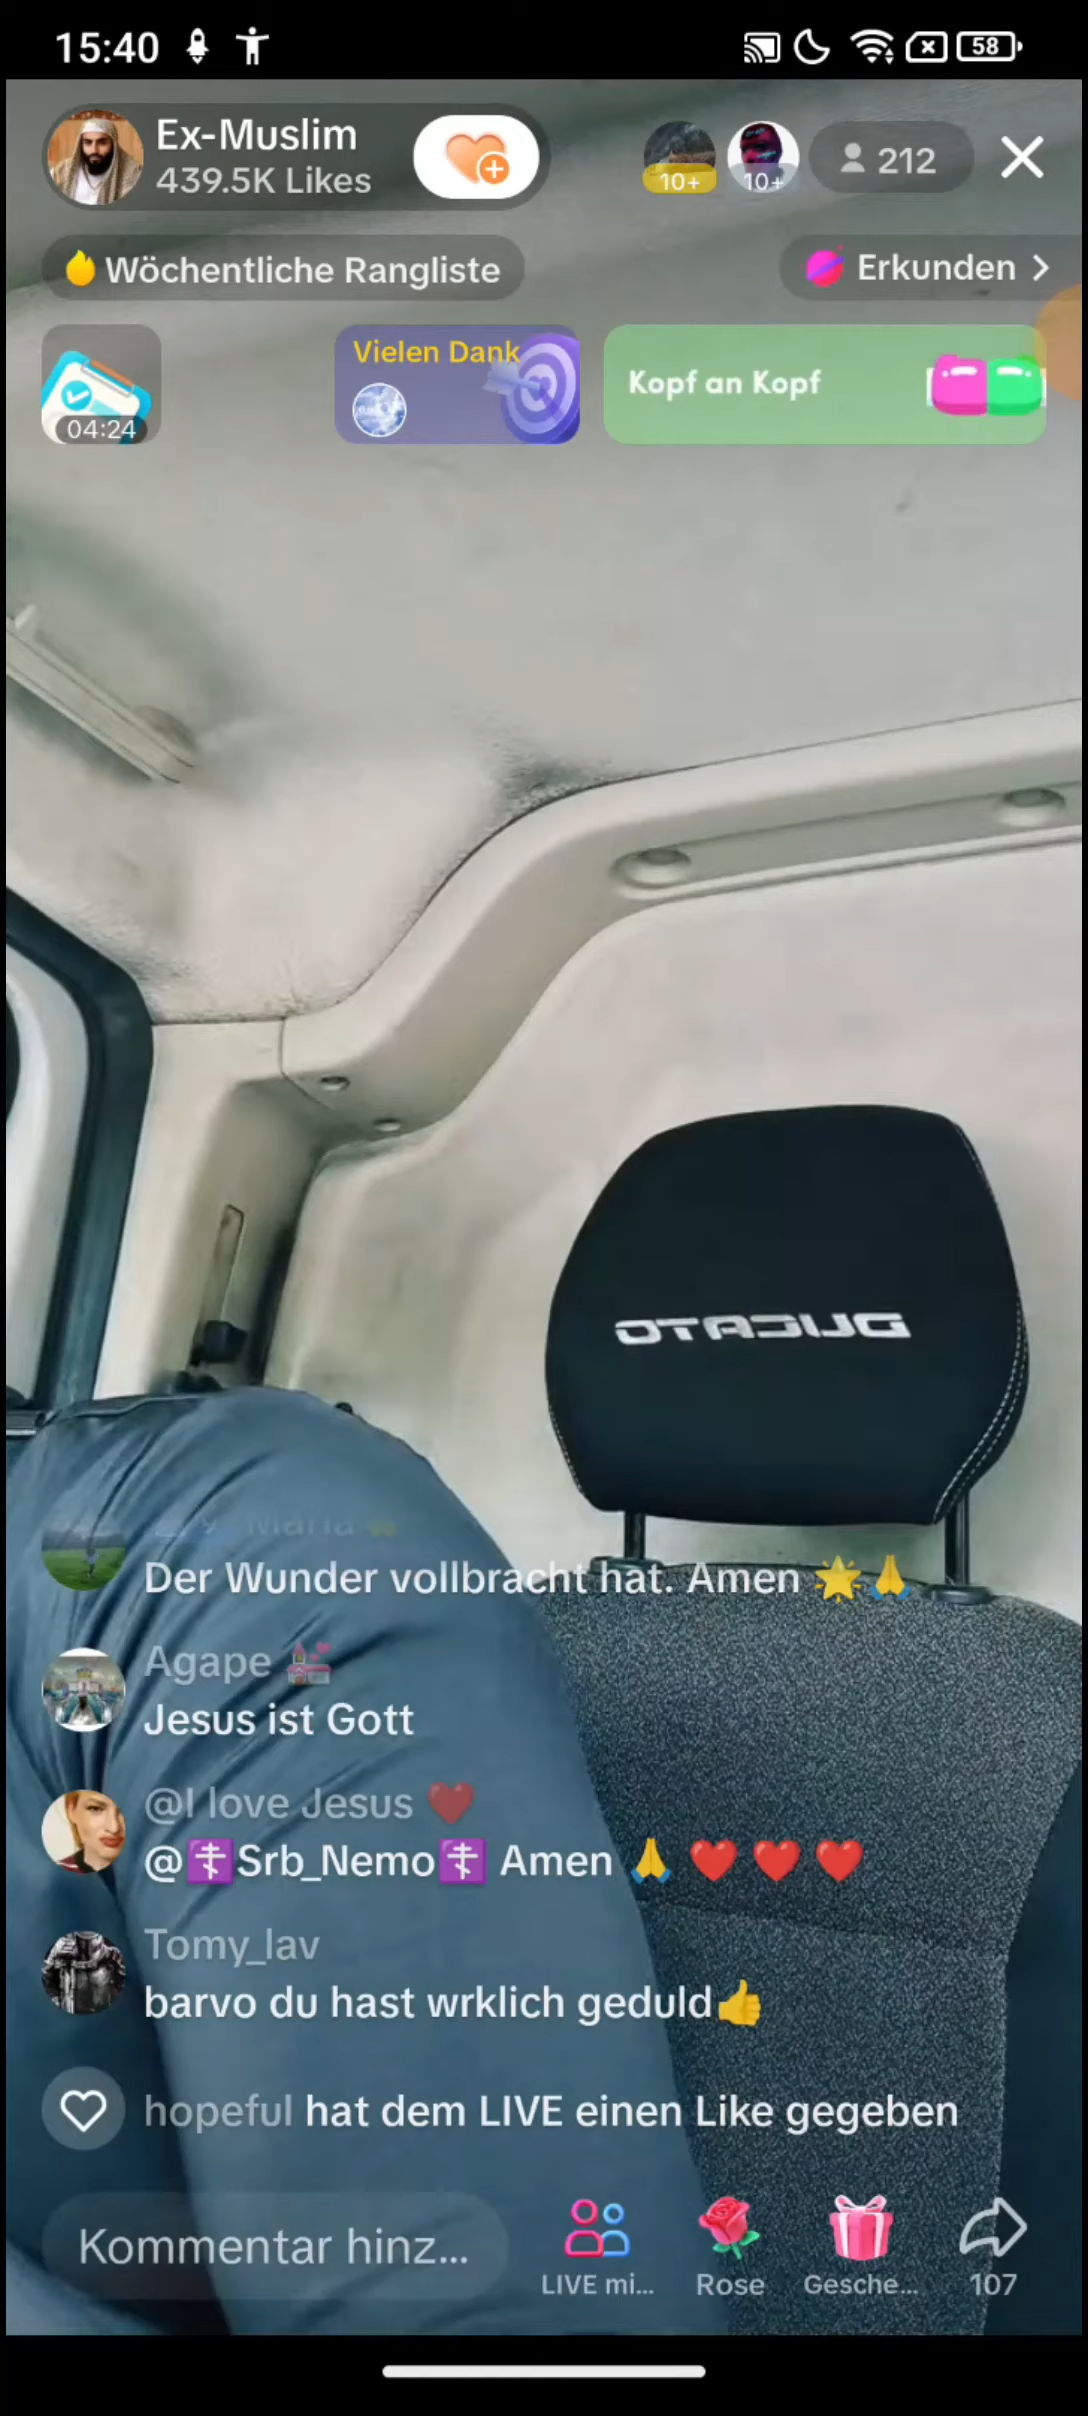 15:40
58
Ex-Muslim
439.5K Likes
10+
10+
212
Wöchentliche Rangliste
Erkunden >
04:24
Vielen Dank
Kopf an Kopf
DUCATO
Maria
Der Wunder vollbracht hat. Amen 🌟🙏
Agape 💒
Jesus ist Gott
@I love Jesus ❤️
@☦️Srb_Nemo☦️ Amen 🙏 ❤️ ❤️ ❤️
Tomy_lav
barvo du hast wrklich geduld👍
hopeful hat dem LIVE einen Like gegeben
Kommentar hinz...
LIVE mi...
Rose
Gesche...
107